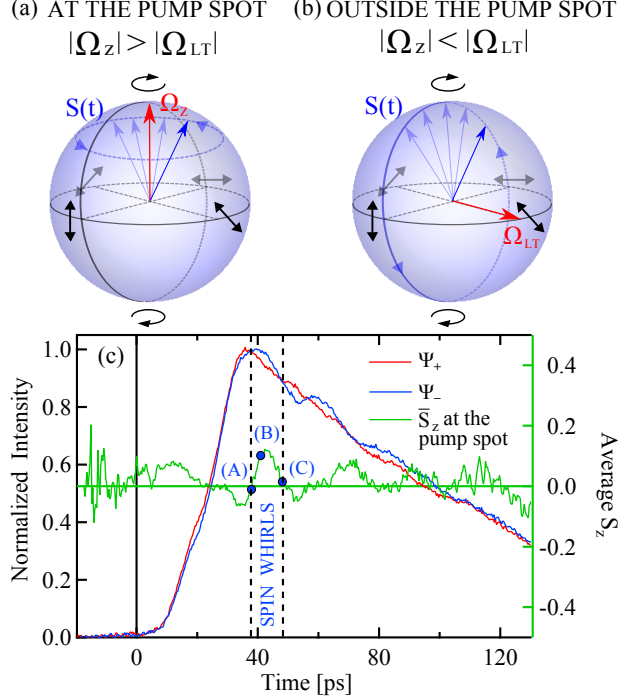 (a) AT THE PUMP SPOT
|Ωz| > |ΩLT|
S(t)
Ωz
(b) OUTSIDE THE PUMP SPOT
|Ωz| < |ΩLT|
S(t)
ΩLT
(c)
Normalized Intensity
1.0
0.8
0.6
0.4
0.2
0.0
Ψ+
Ψ−
S̅z at the
pump spot
(A)
(B)
(C)
SPIN WHIRLS
0.4
0.2
0.0
-0.2
-0.4
Average Sz
0
40
80
120
Time [ps]